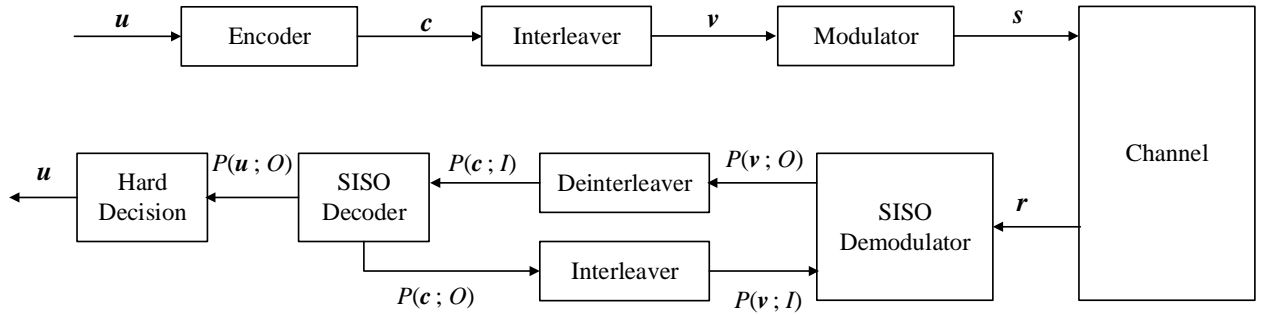 u
Encoder
c
Interleaver
v
Modulator
s
Channel
u
Hard
Decision
P(u ; O)
SISO
Decoder
P(c ; I)
Deinterleaver
P(v ; O)
SISO
Demodulator
r
P(c ; O)
Interleaver
P(v ; I)